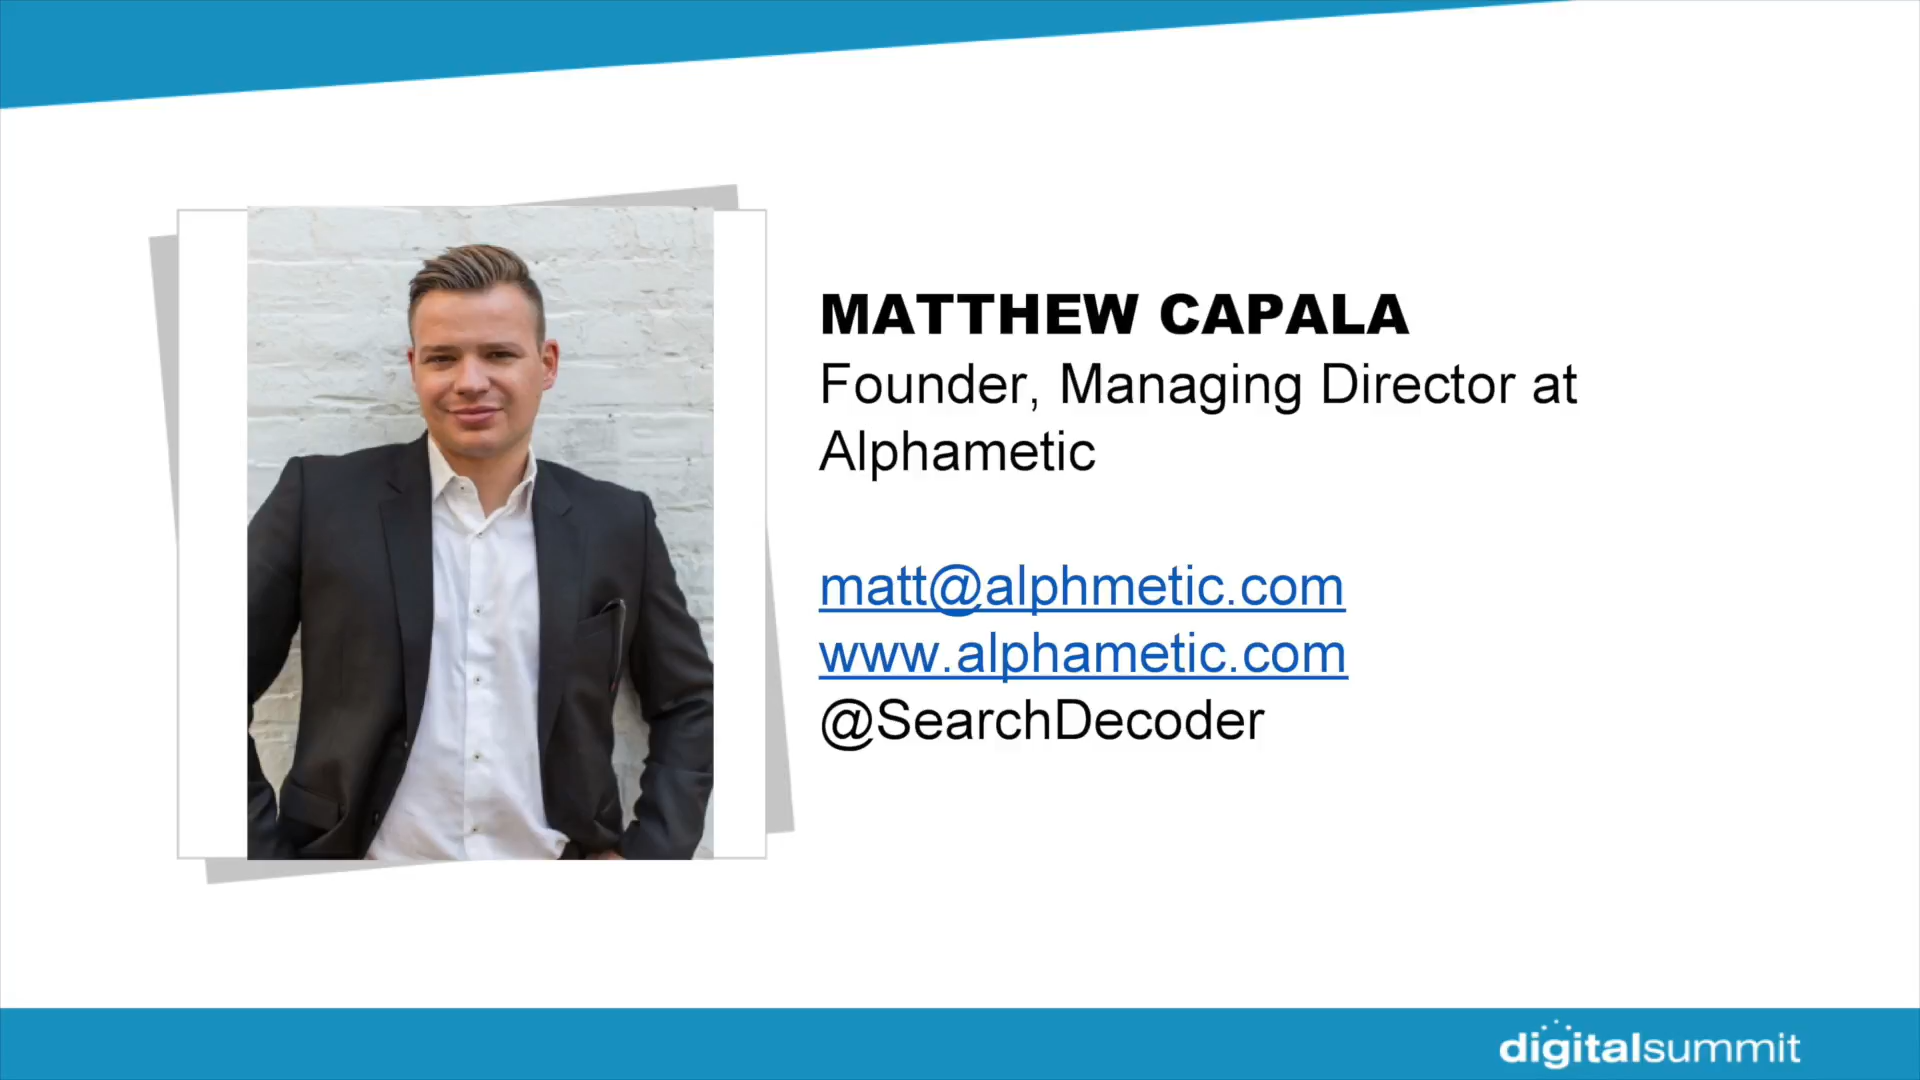 MATTHEW CAPALA
Founder, Managing Director at
Alphametic
matt@alphmetic.com
www.alphametic.com
@SearchDecoder
digitalsummit